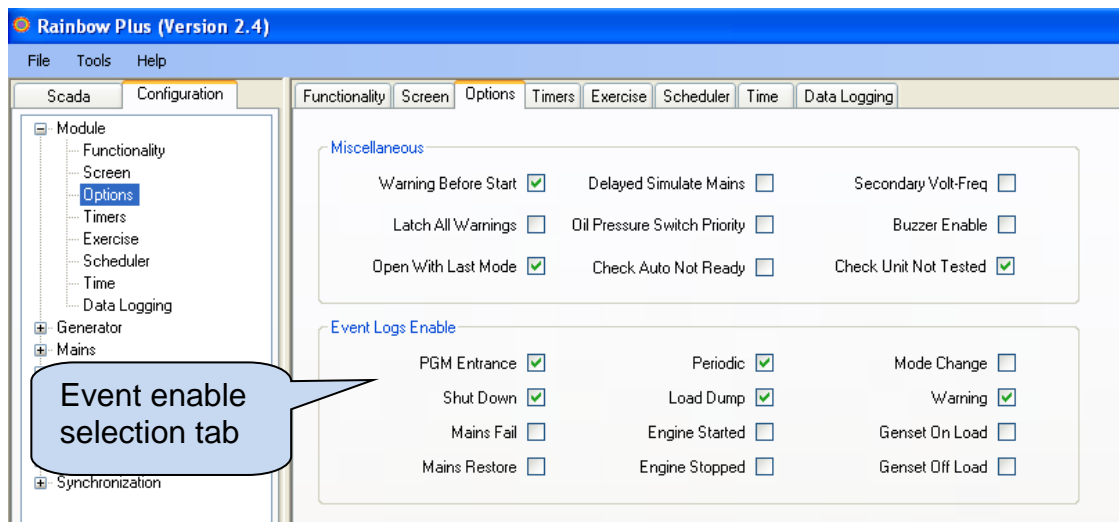 Rainbow Plus (Version 2.4)
File Tools Help
Scada Configuration
Functionality Screen Options Timers Exercise Scheduler Time Data Logging
Module
Functionality
Screen
Options
Timers
Exercise
Scheduler
Time
Data Logging
Generator
Mains
Synchronization
Event enable
selection tab
Miscellaneous
Warning Before Start Delayed Simulate Mains Secondary Volt-Freq
Latch All Warnings Oil Pressure Switch Priority Buzzer Enable
Open With Last Mode Check Auto Not Ready Check Unit Not Tested
Event Logs Enable
PGM Entrance Periodic Mode Change
Shut Down Load Dump Warning
Mains Fail Engine Started Genset On Load
Mains Restore Engine Stopped Genset Off Load